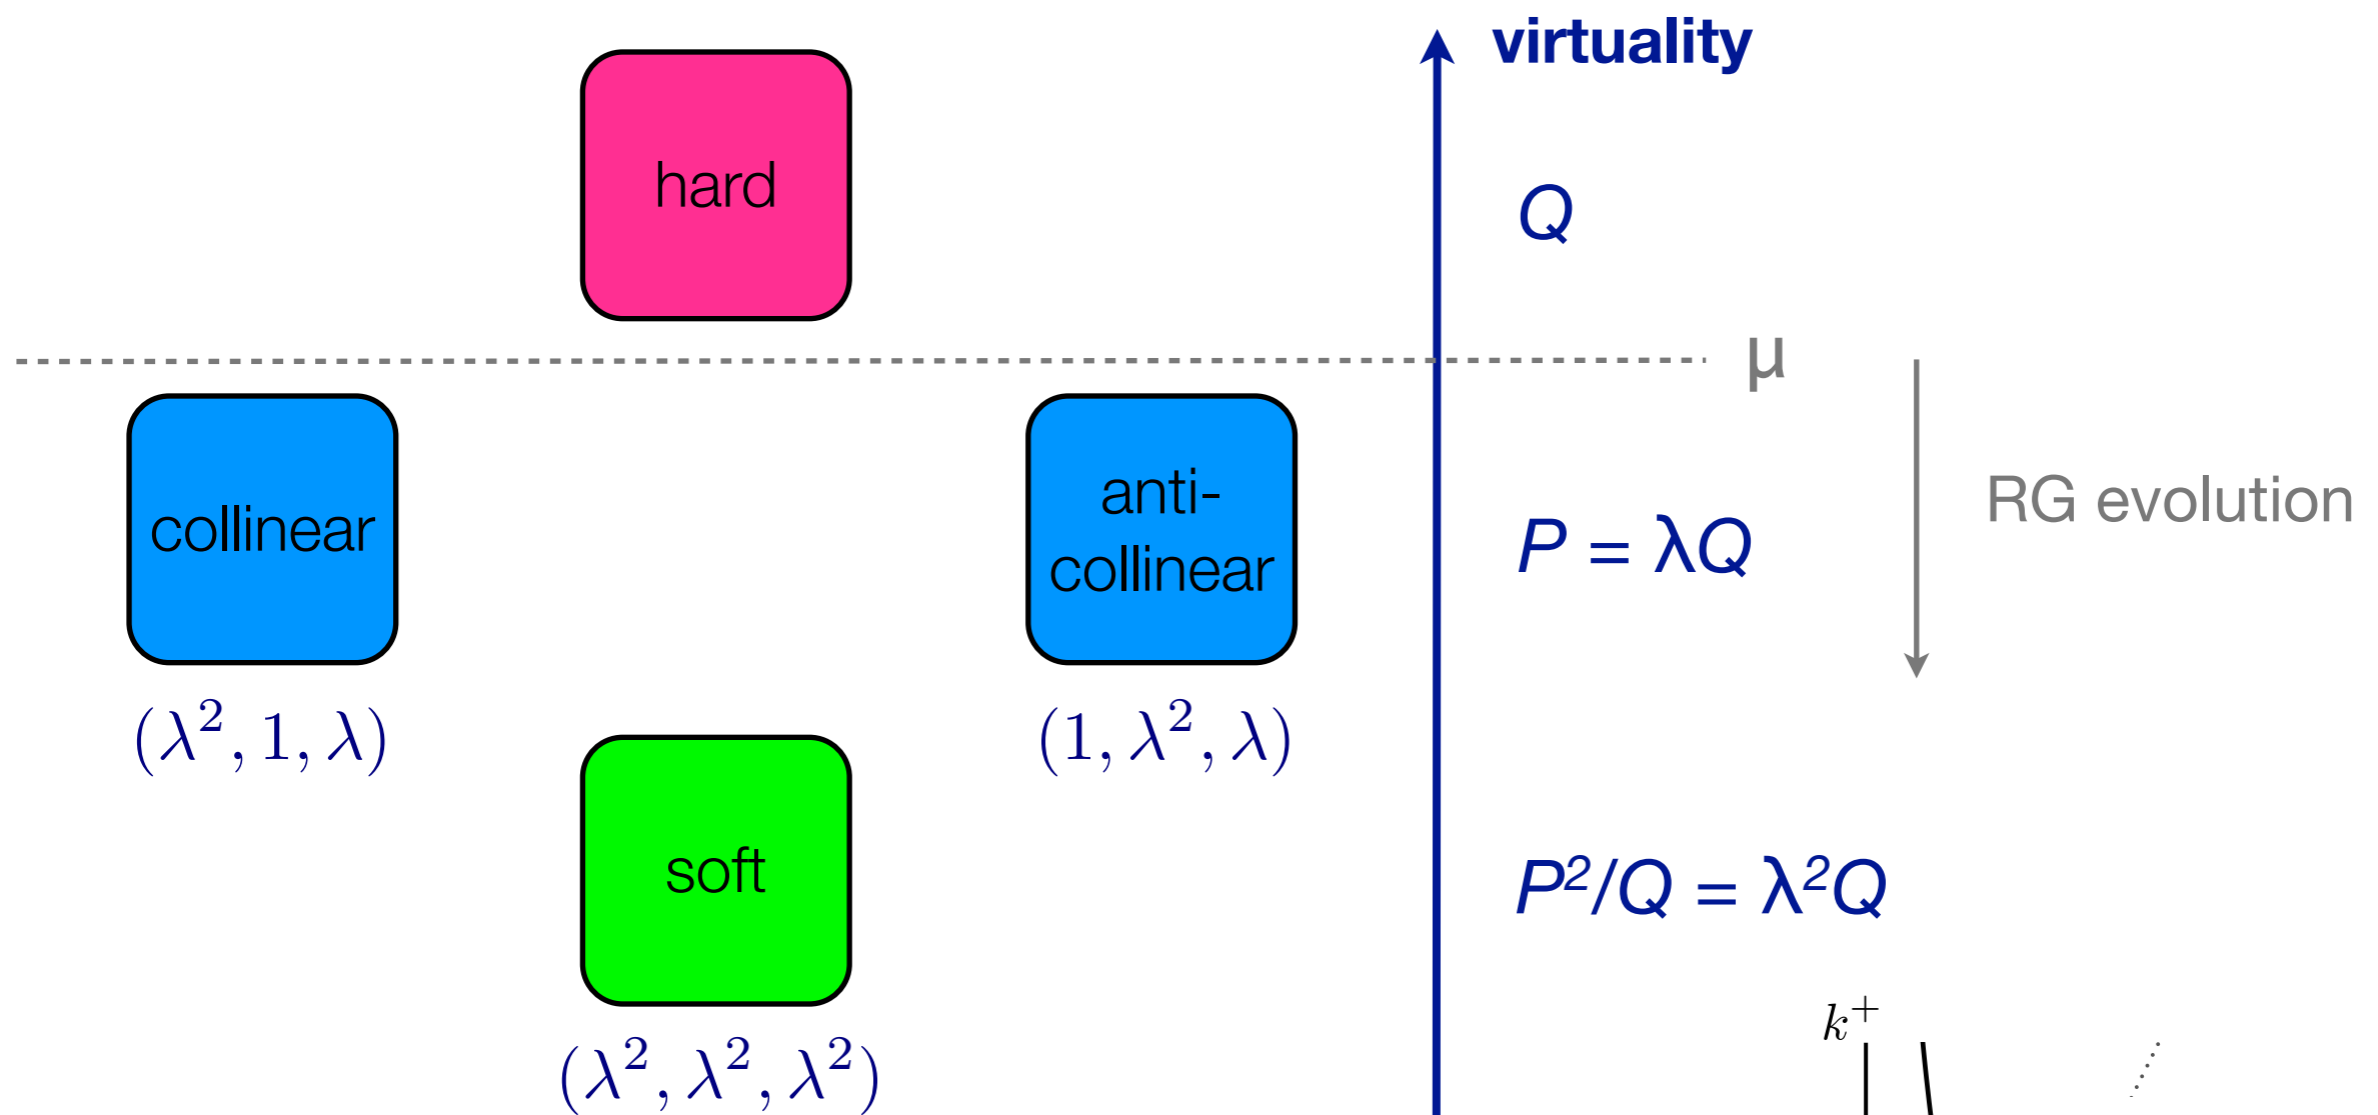 virtuality
hard
Q
μ
collinear
anti-
collinear
P = λQ
RG evolution
(λ², 1, λ)
(1, λ², λ)
soft
P²/Q = λ²Q
k⁺
(λ², λ², λ²)